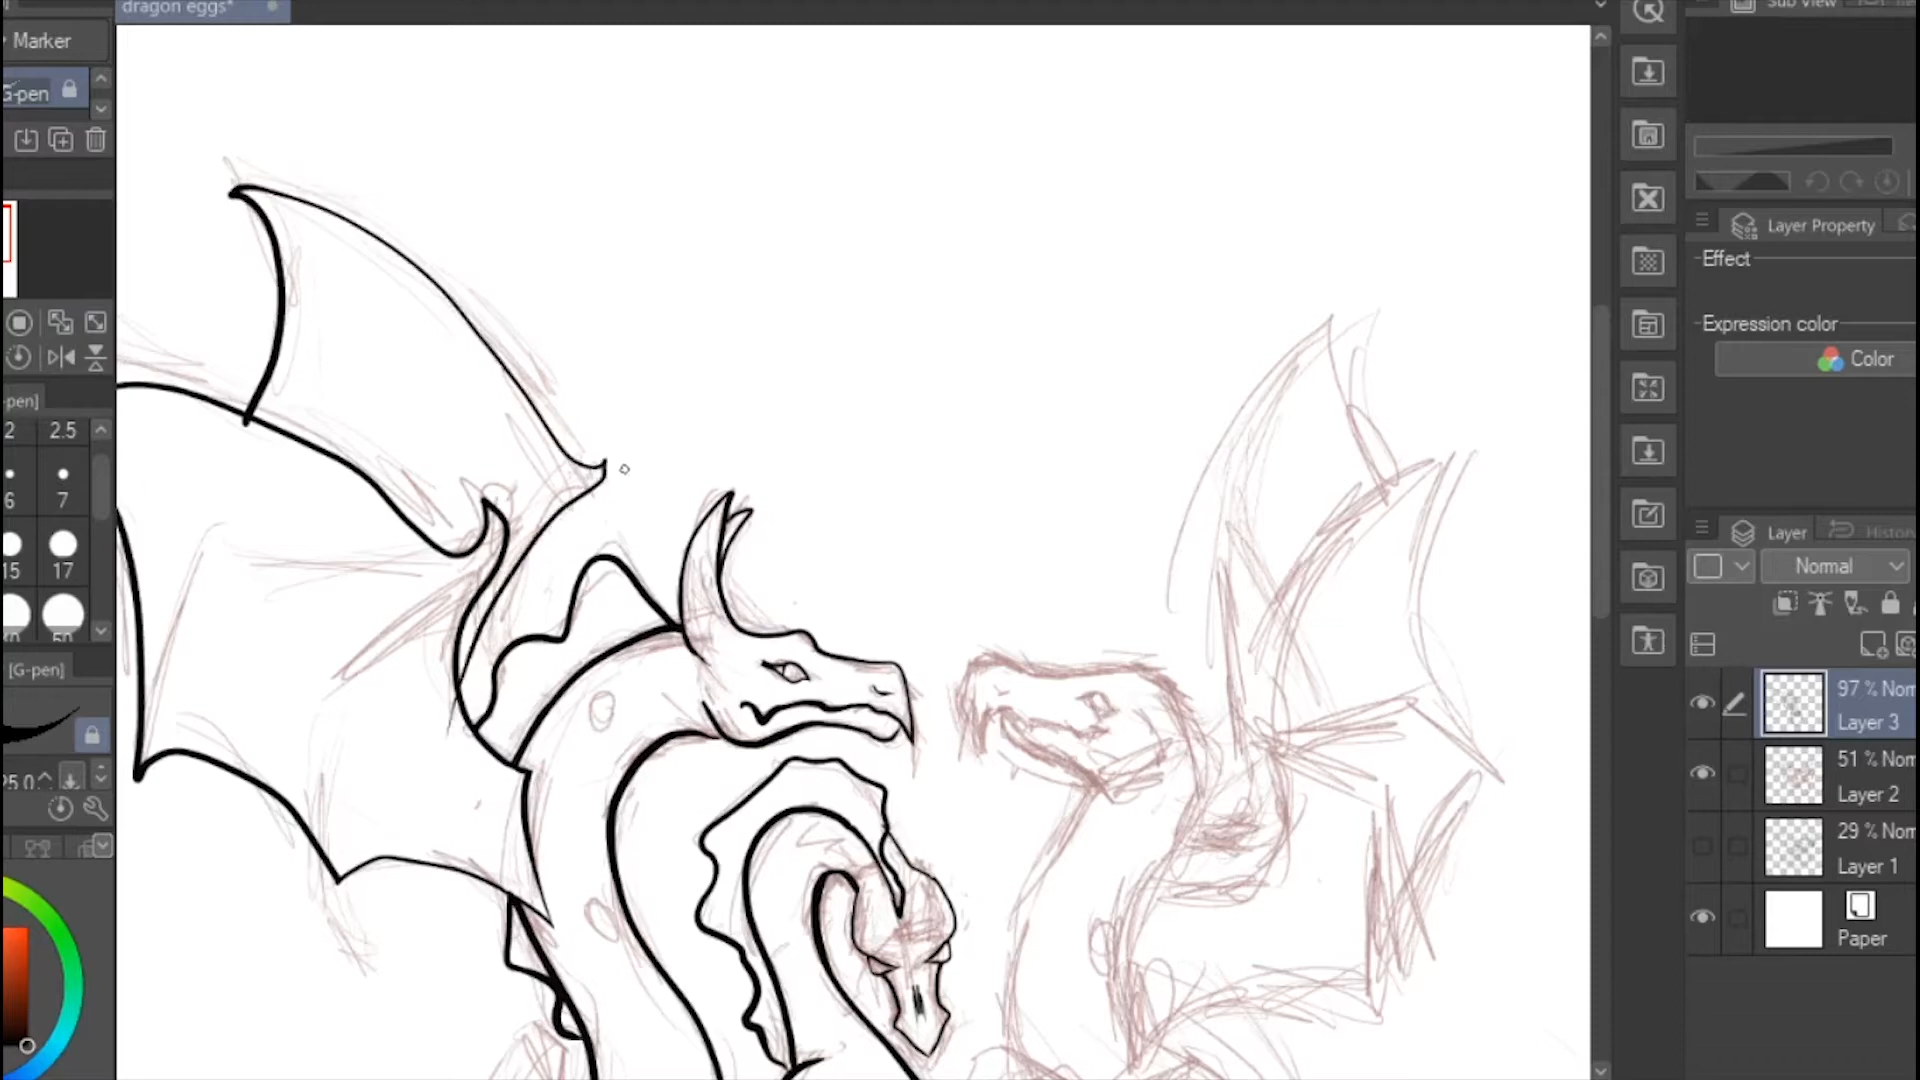 dragon eggs*
Sub View
Marker
G-pen
Layer Property
Effect
Expression color
Color
-pen]
2 2.5
6 7
15 17
50
[G-pen]
Layer
Normal
97 % Nor
Layer 3
51 % Nor
Layer 2
29 % Nor
Layer 1
Paper